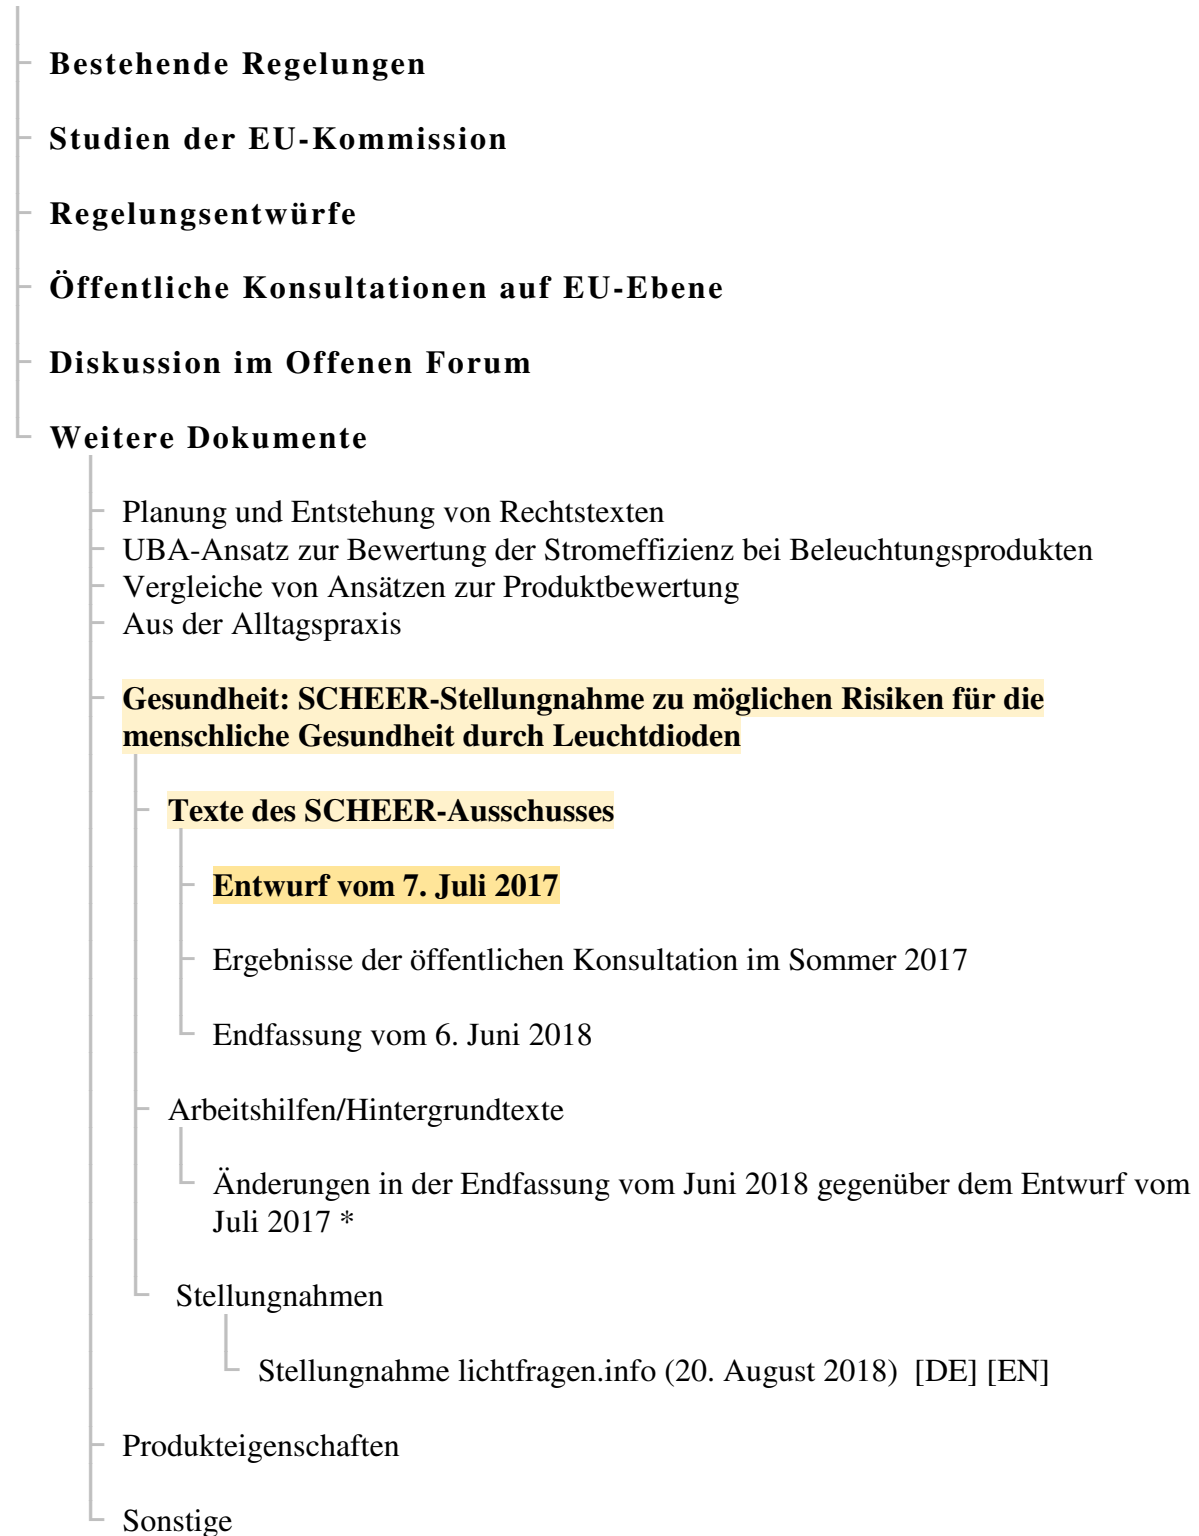 Bestehende Regelungen
Studien der EU-Kommission
Regelungsentwürfe
Öffentliche Konsultationen auf EU-Ebene
Diskussion im Offenen Forum
Weitere Dokumente
Planung und Entstehung von Rechtstexten
UBA-Ansatz zur Bewertung der Stromeffizienz bei Beleuchtungsprodukten
Vergleiche von Ansätzen zur Produktbewertung
Aus der Alltagspraxis
Gesundheit: SCHEER-Stellungnahme zu möglichen Risiken für die
menschliche Gesundheit durch Leuchtdioden
Texte des SCHEER-Ausschusses
Entwurf vom 7. Juli 2017
Ergebnisse der öffentlichen Konsultation im Sommer 2017
Endfassung vom 6. Juni 2018
Arbeitshilfen/Hintergrundtexte
Änderungen in der Endfassung vom Juni 2018 gegenüber dem Entwurf vom
Juli 2017 *
Stellungnahmen
Stellungnahme lichtfragen.info (20. August 2018) [DE] [EN]
Produkteigenschaften
Sonstige